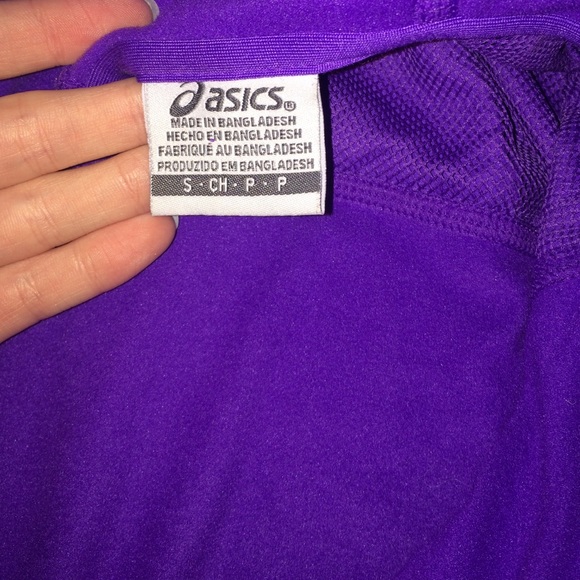 asics®
MADE IN BANGLADESH
HECHO EN BANGLADESH
FABRIQUÉ AU BANGLADESH
PRODUZIDO EM BANGLADESH
S · CH · P · P